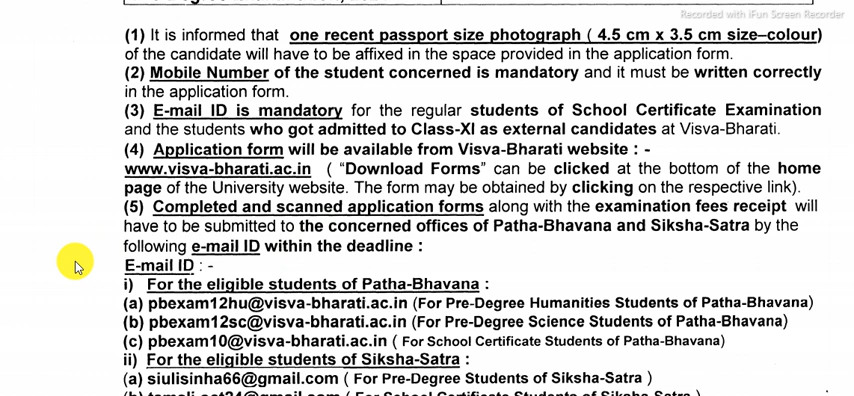 Recorded with iFun Screen Recorder
(1) It is informed that one recent passport size photograph ( 4.5 cm x 3.5 cm size–colour)
of the candidate will have to be affixed in the space provided in the application form.
(2) Mobile Number of the student concerned is mandatory and it must be written correctly
in the application form.
(3) E-mail ID is mandatory for the regular students of School Certificate Examination
and the students who got admitted to Class-XI as external candidates at Visva-Bharati.
(4) Application form will be available from Visva-Bharati website : -
www.visva-bharati.ac.in ( “Download Forms” can be clicked at the bottom of the home
page of the University website. The form may be obtained by clicking on the respective link).
(5) Completed and scanned application forms along with the examination fees receipt will
have to be submitted to the concerned offices of Patha-Bhavana and Siksha-Satra by the
following e-mail ID within the deadline :
E-mail ID : -
i) For the eligible students of Patha-Bhavana :
(a) pbexam12hu@visva-bharati.ac.in (For Pre-Degree Humanities Students of Patha-Bhavana)
(b) pbexam12sc@visva-bharati.ac.in (For Pre-Degree Science Students of Patha-Bhavana)
(c) pbexam10@visva-bharati.ac.in ( For School Certificate Students of Patha-Bhavana)
ii) For the eligible students of Siksha-Satra :
(a) siulisinha66@gmail.com ( For Pre-Degree Students of Siksha-Satra )